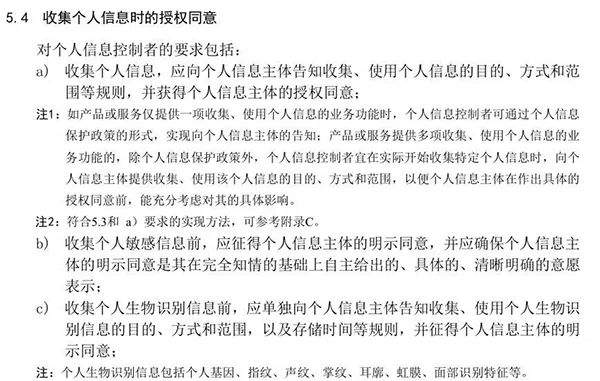 5.4 收集个人信息时的授权同意
对个人信息控制者的要求包括：
a) 收集个人信息，应向个人信息主体告知收集、使用个人信息的目的、方式和范
围等规则，并获得个人信息主体的授权同意；
注1：如产品或服务仅提供一项收集、使用个人信息的业务功能时，个人信息控制者可通过个人信息
保护政策的形式，实现向个人信息主体的告知；产品或服务提供多项收集、使用个人信息的业
务功能的，除个人信息保护政策外，个人信息控制者宜在实际开始收集特定个人信息时，向个
人信息主体提供收集、使用该个人信息的目的、方式和范围，以便个人信息主体在作出具体的
授权同意前，能充分考虑对其的具体影响。
注2：符合5.3和 a）要求的实现方法，可参考附录C。
b) 收集个人敏感信息前，应征得个人信息主体的明示同意，并应确保个人信息主
体的明示同意是其在完全知情的基础上自主给出的、具体的、清晰明确的意愿
表示；
c) 收集个人生物识别信息前，应单独向个人信息主体告知收集、使用个人生物识
别信息的目的、方式和范围，以及存储时间等规则，并征得个人信息主体的明
示同意；
注：个人生物识别信息包括个人基因、指纹、声纹、掌纹、耳廓、虹膜、面部识别特征等。